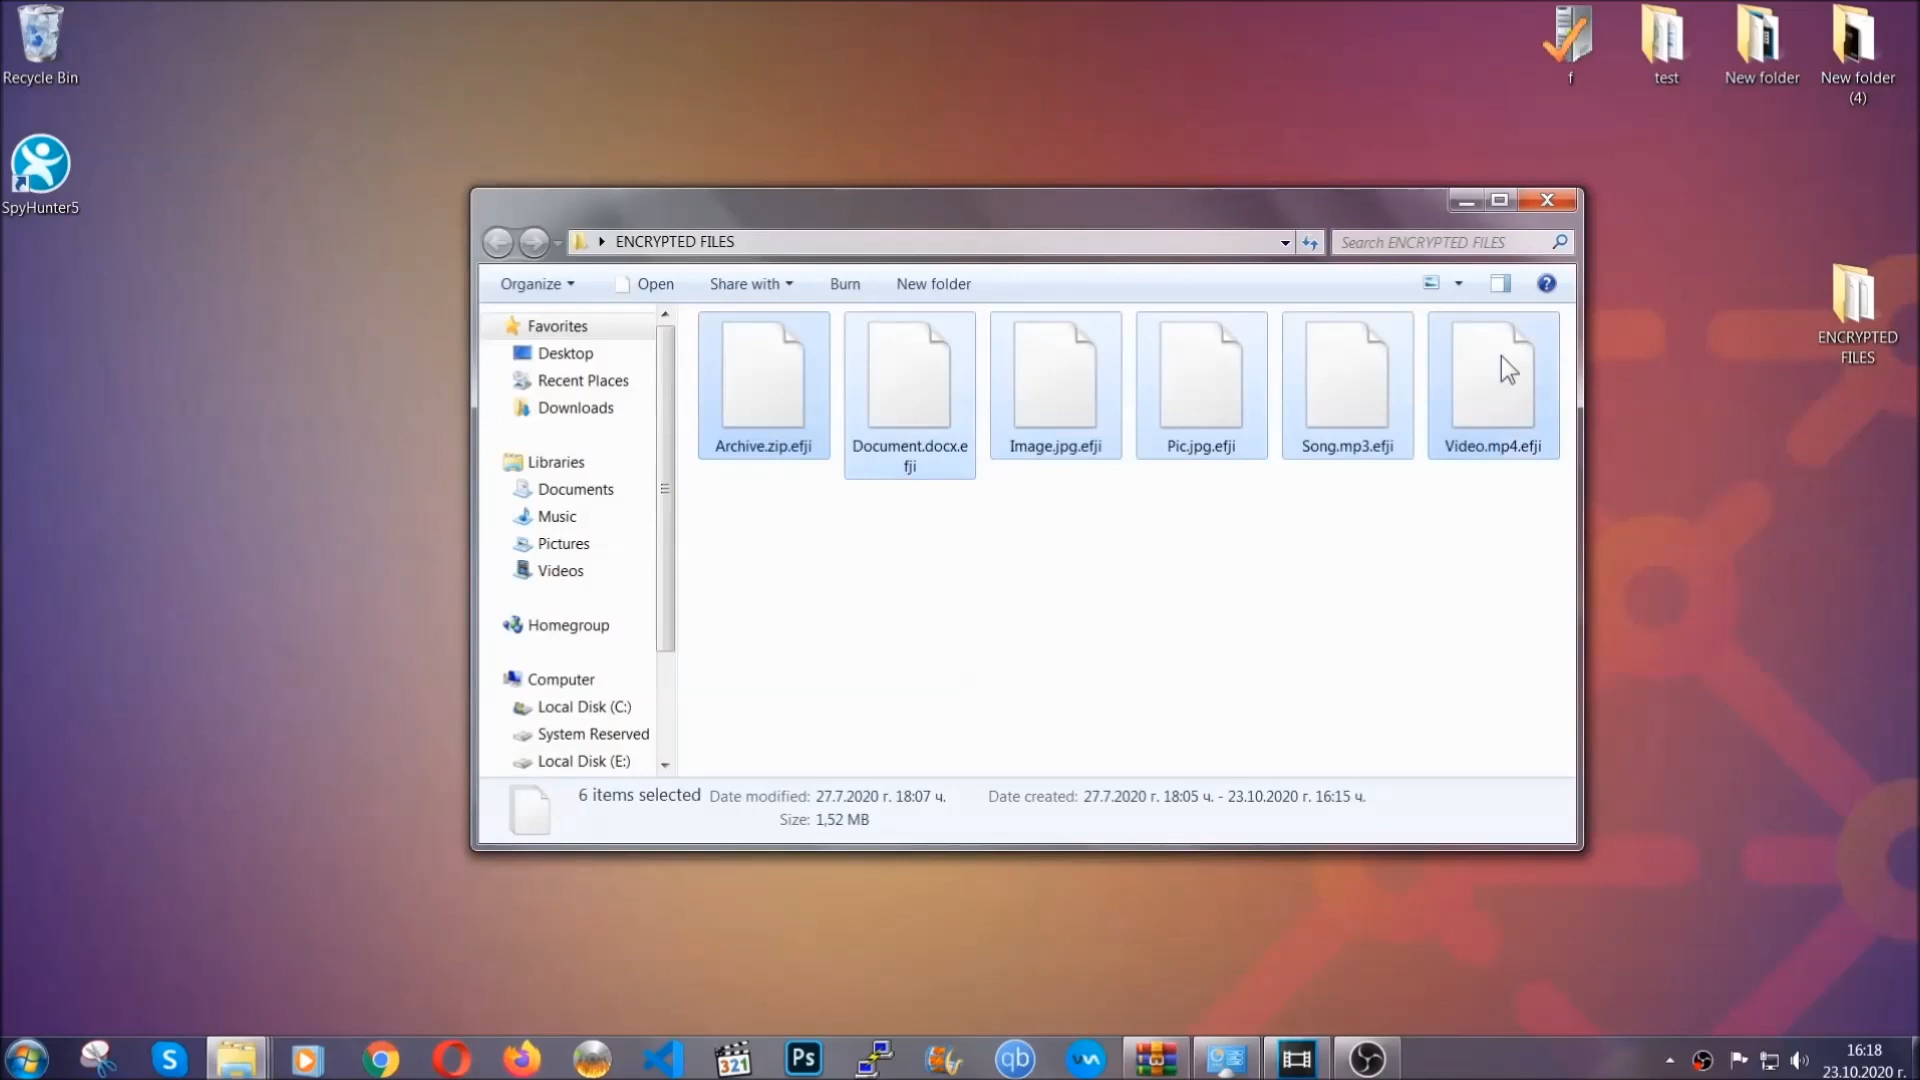 Recycle Bin
SpyHunter5
f
test
New folder
New folder
(4)
ENCRYPTED
FILES
ENCRYPTED FILES
Search ENCRYPTED FILES
Organize
Open
Share with
Burn
New folder
Favorites
Desktop
Recent Places
Downloads
Libraries
Documents
Music
Pictures
Videos
Homegroup
Computer
Local Disk (C:)
System Reserved
Local Disk (E:)
Archive.zip.efji
Document.docx.e
fji
Image.jpg.efji
Pic.jpg.efji
Song.mp3.efji
Video.mp4.efji
6 items selected
Date modified: 27.7.2020 г. 18:07 ч.
Date created: 27.7.2020 г. 18:05 ч. - 23.10.2020 г. 16:15 ч.
Size: 1,52 MB
S
321
Ps
qb
16:18
23.10.2020 г.